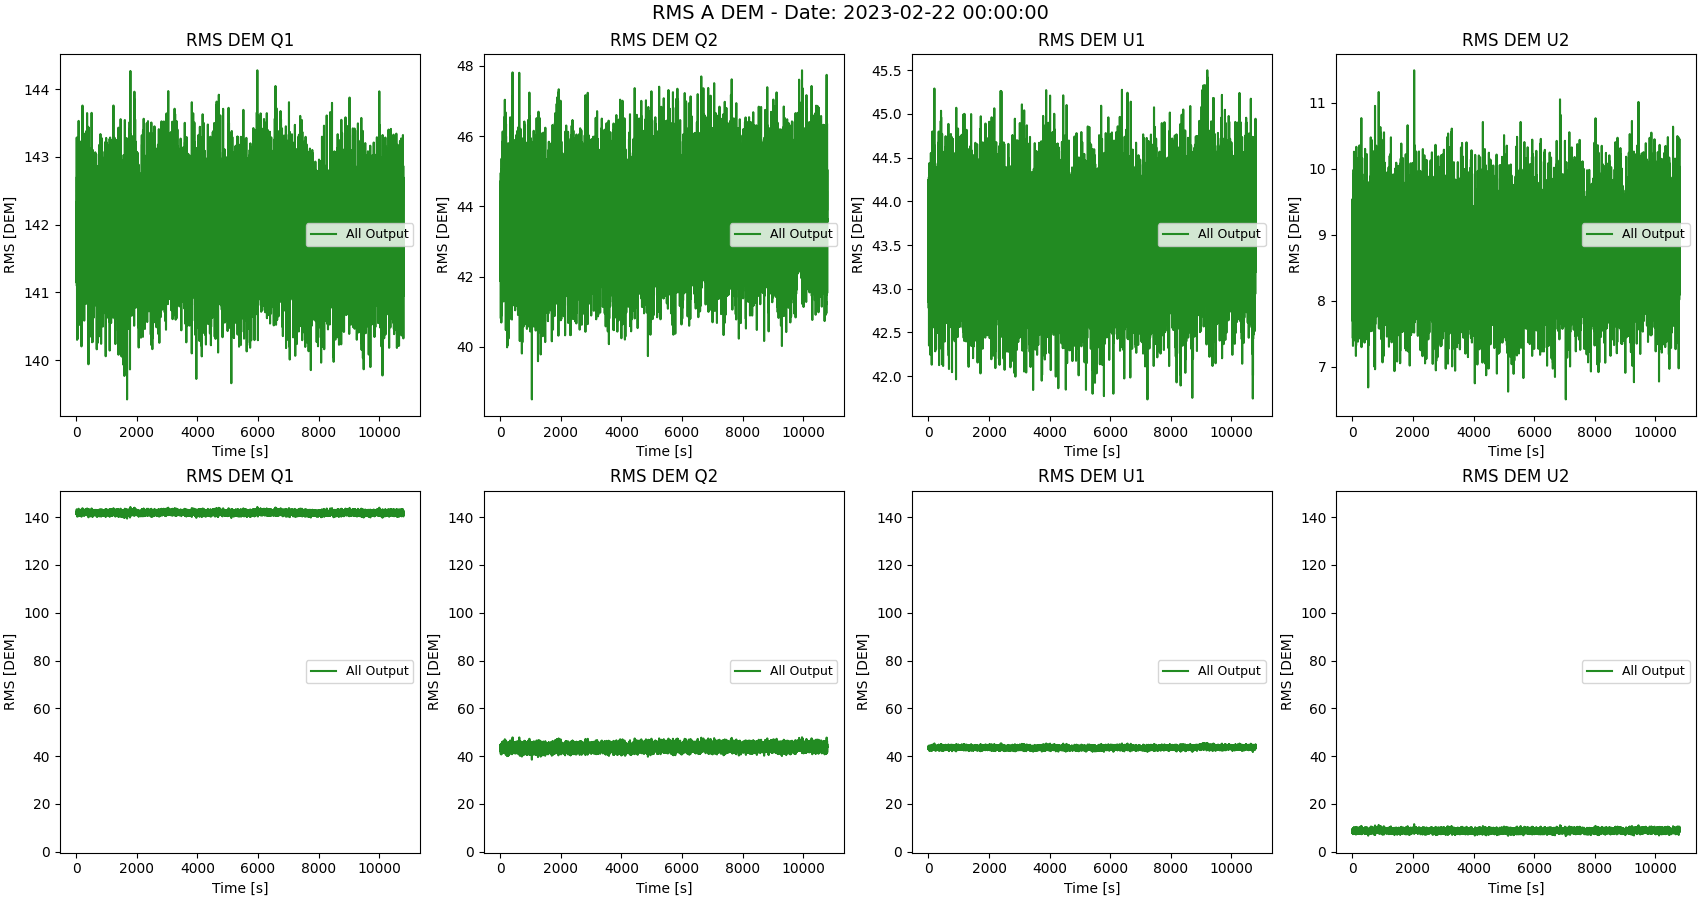 RMS A DEM - Date: 2023-02-22 00:00:00
RMS DEM Q1
RMS [DEM]
144
143
142
141
140
0 2000 4000 6000 8000 10000
Time [s]
All Output
RMS DEM Q2
RMS [DEM]
48
46
44
42
40
0 2000 4000 6000 8000 10000
Time [s]
All Output
RMS DEM U1
RMS [DEM]
45.5
45.0
44.5
44.0
43.5
43.0
42.5
42.0
0 2000 4000 6000 8000 10000
Time [s]
All Output
RMS DEM U2
RMS [DEM]
11
10
9
8
7
0 2000 4000 6000 8000 10000
Time [s]
All Output
RMS DEM Q1
RMS [DEM]
140
120
100
80
60
40
20
0
0 2000 4000 6000 8000 10000
Time [s]
All Output
RMS DEM Q2
RMS [DEM]
140
120
100
80
60
40
20
0
0 2000 4000 6000 8000 10000
Time [s]
All Output
RMS DEM U1
RMS [DEM]
140
120
100
80
60
40
20
0
0 2000 4000 6000 8000 10000
Time [s]
All Output
RMS DEM U2
RMS [DEM]
140
120
100
80
60
40
20
0
0 2000 4000 6000 8000 10000
Time [s]
All Output